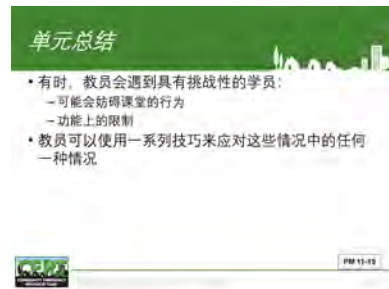 单元总结
• 有时，教员会遇到具有挑战性的学员：
–可能会妨碍课堂的行为
–功能上的限制
• 教员可以使用一系列技巧来应对这些情况中的任何
一种情况